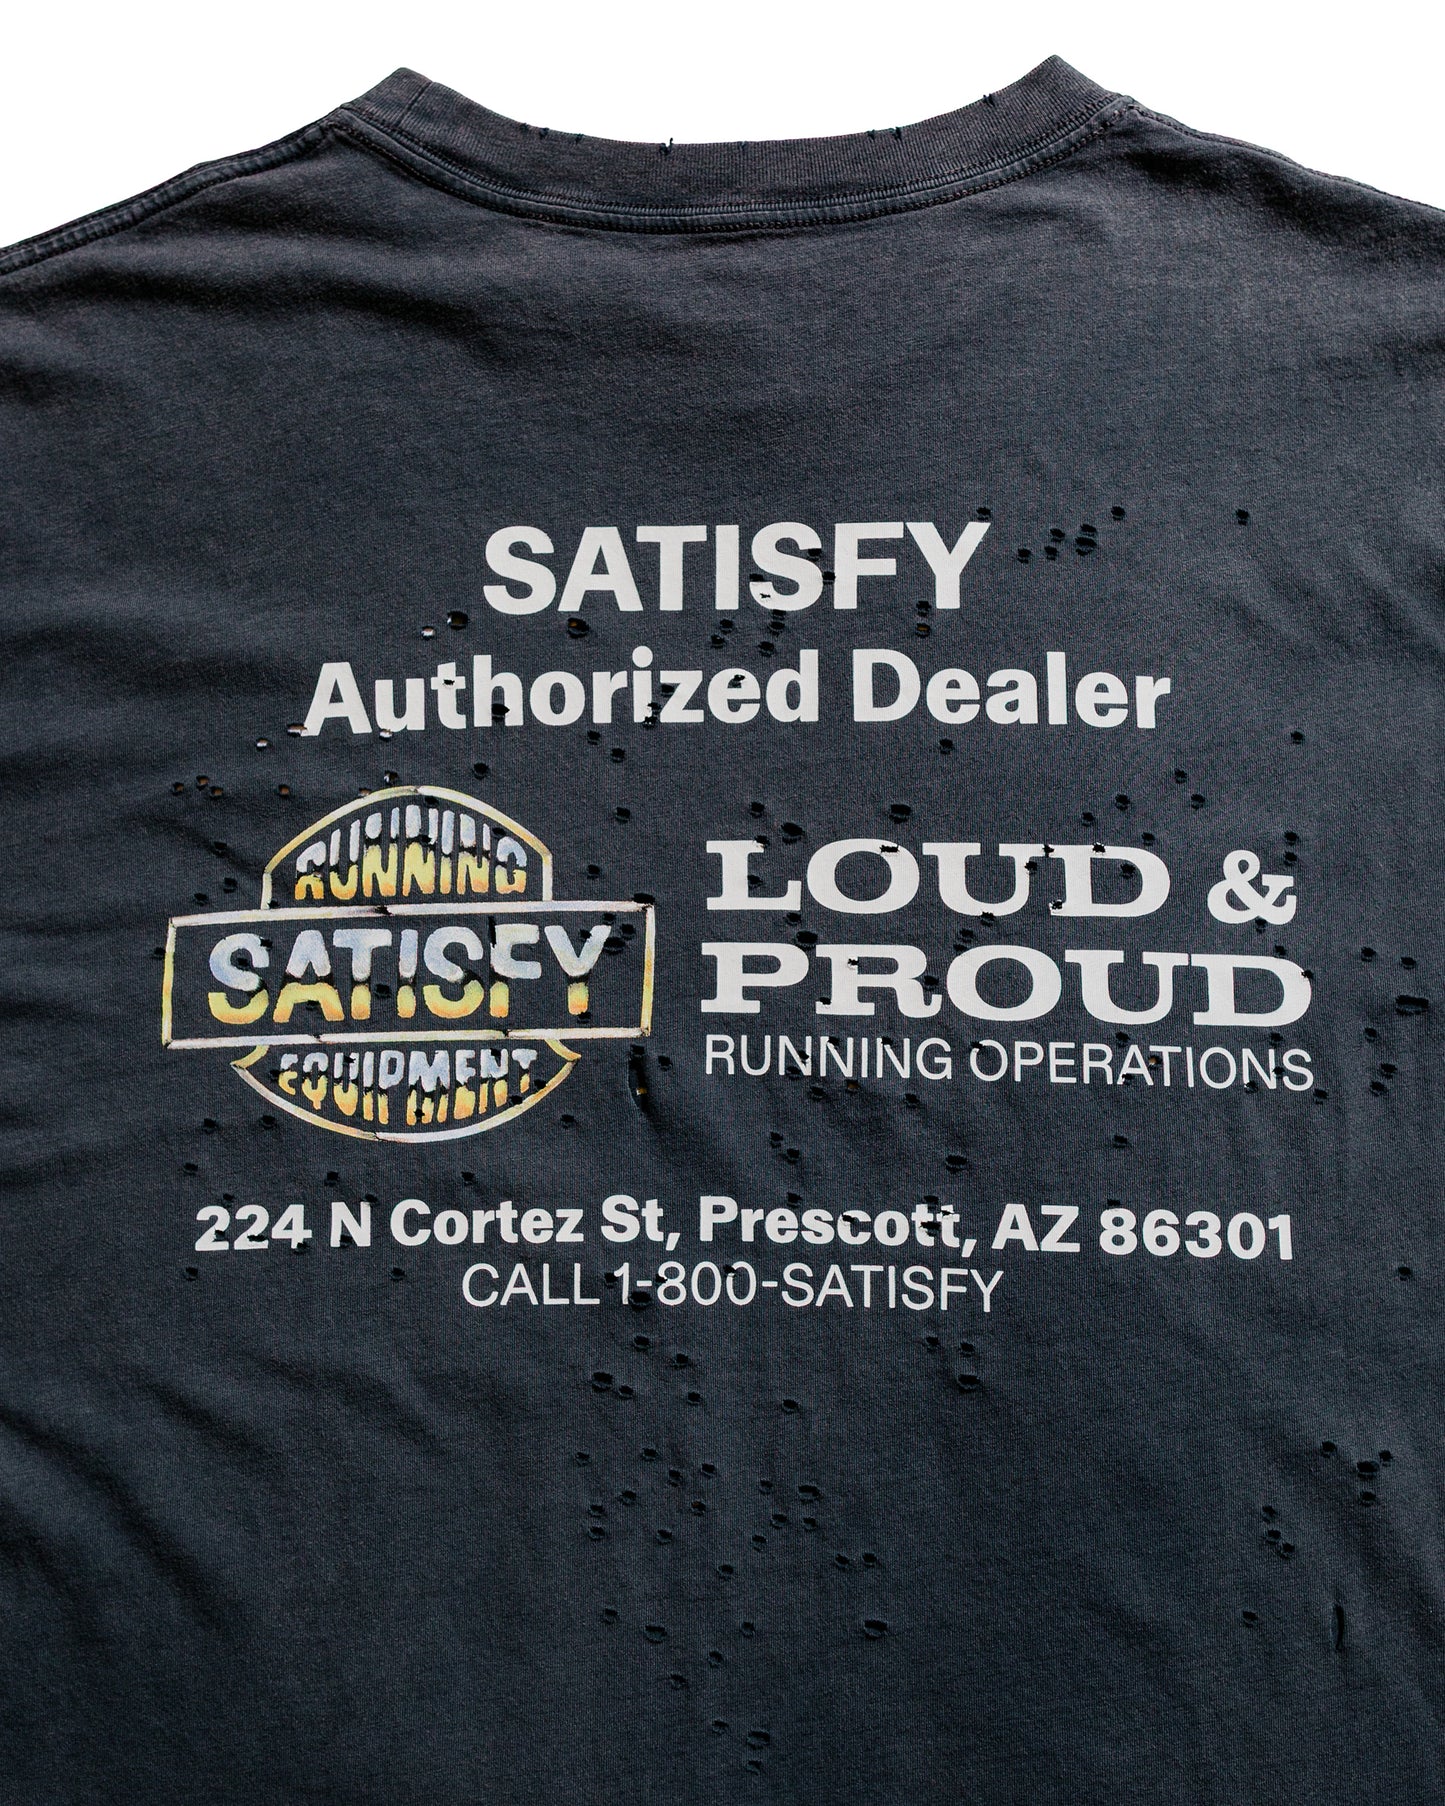 SATISFY
Authorized Dealer
RUNNING
SATISFY
EQUIPMENT
LOUD &
PROUD
RUNNING OPERATIONS
224 N Cortez St, Prescott, AZ 86301
CALL 1-800-SATISFY